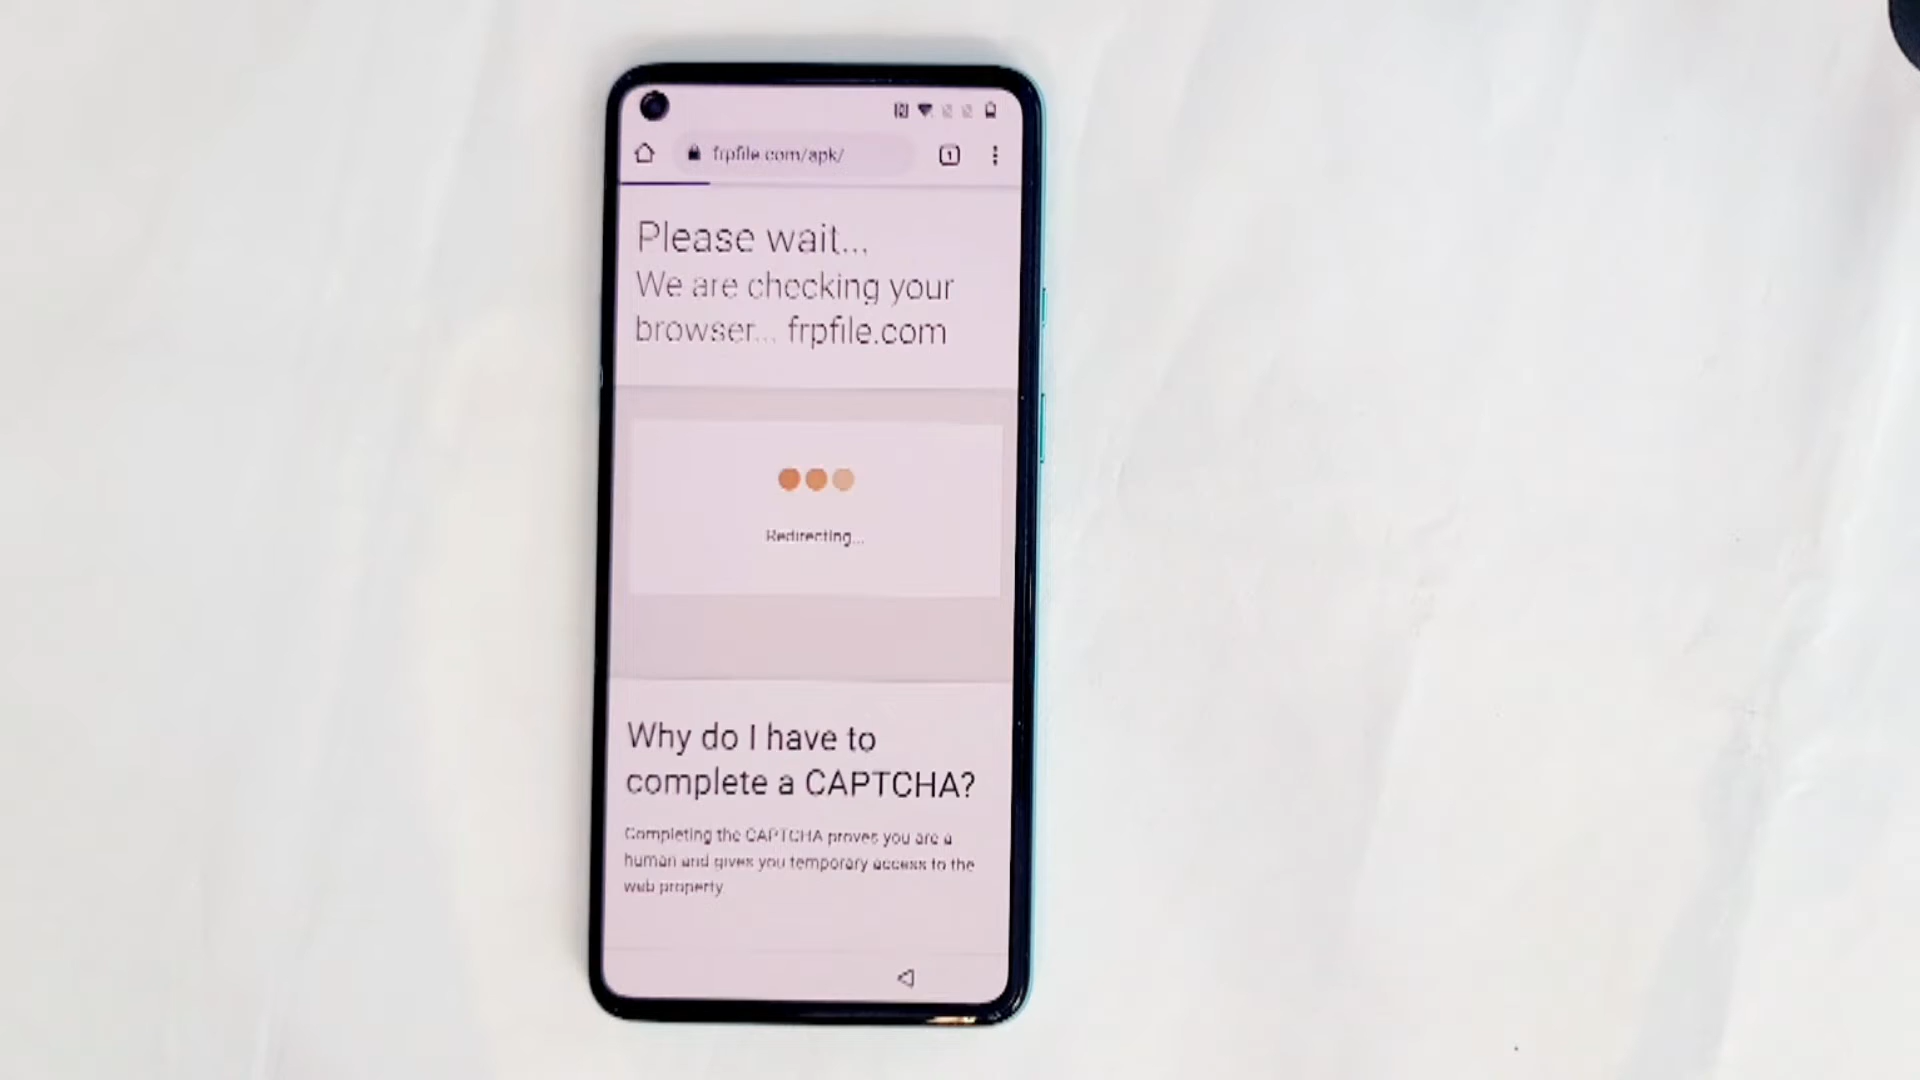 frpfile.com/apk/
1
Please wait...
We are checking your
browser... frpfile.com
Redirecting...
Why do I have to
complete a CAPTCHA?
Completing the CAPTCHA proves you are a
human and gives you temporary access to the
web property